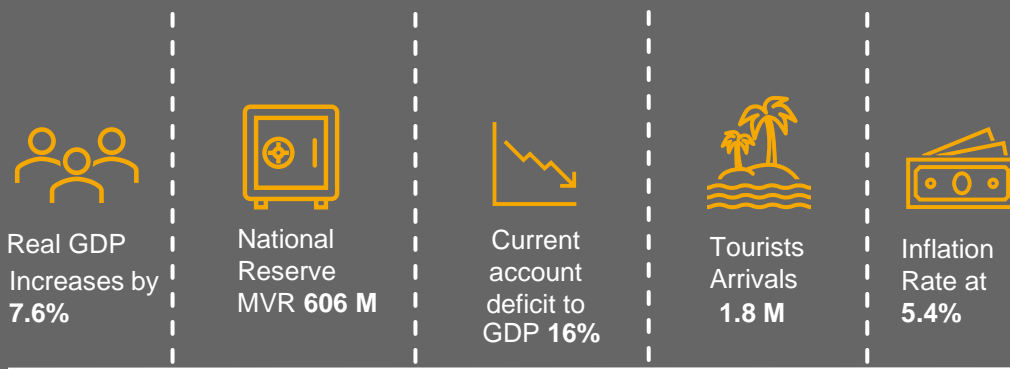 Real GDP
Increases by
7.6%
National
Reserve
MVR 606 M
Current
account
deficit to
GDP 16%
Tourists
Arrivals
1.8 M
Inflation
Rate at
5.4%